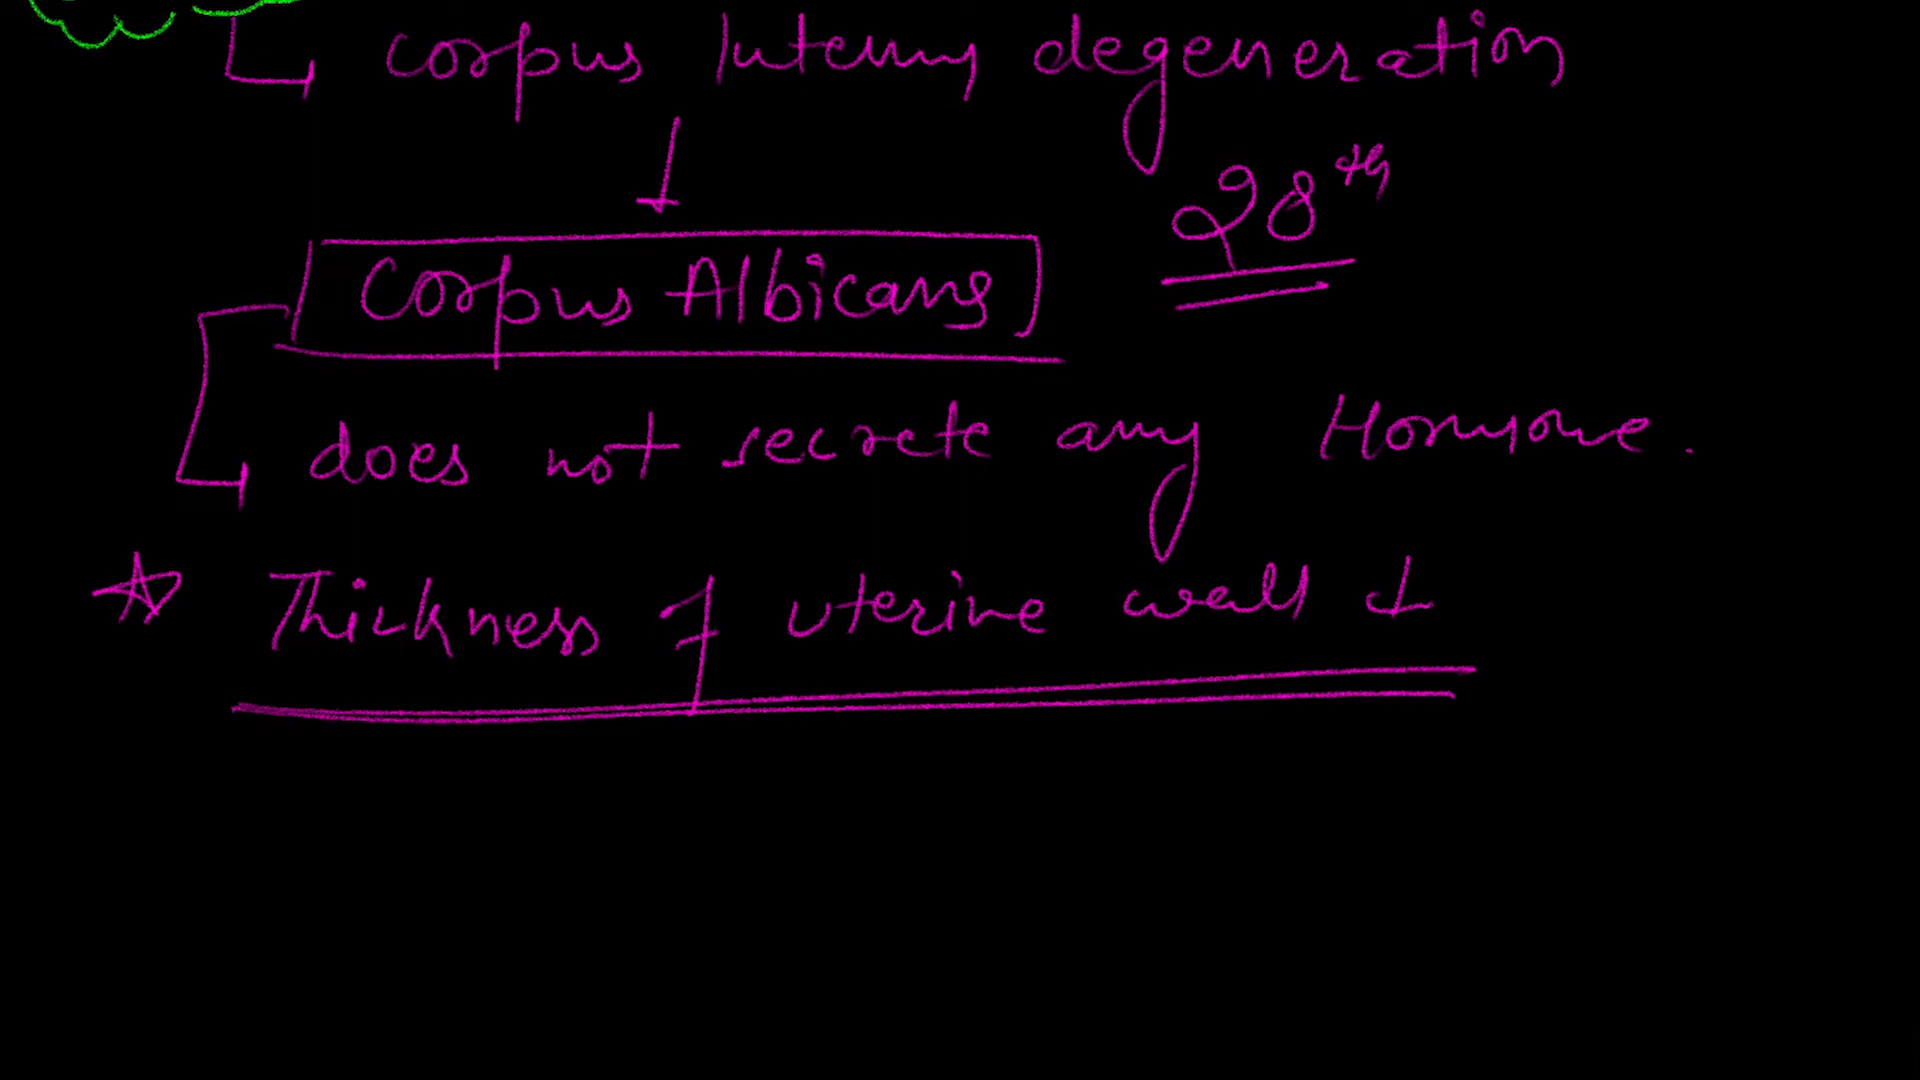 corpus luteum degeneration
28th
Corpus Albicans
does not secrete any Hormone.
Thickness of uterine wall ↓